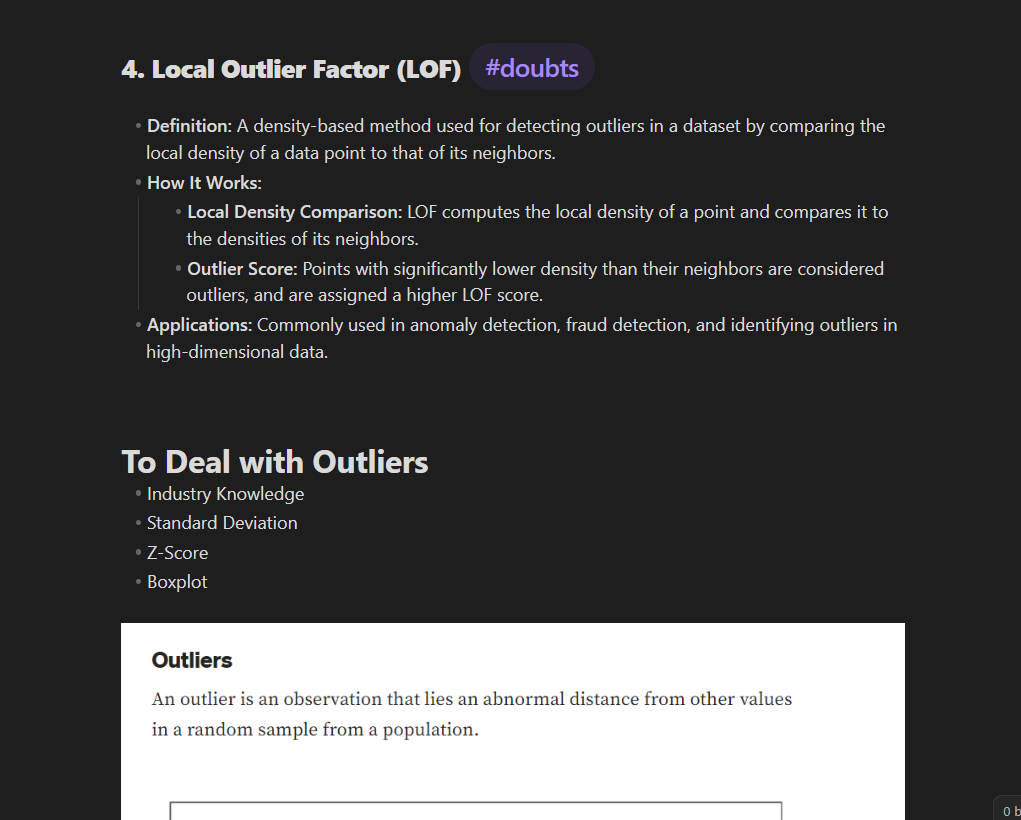 4. Local Outlier Factor (LOF) #doubts
• Definition: A density-based method used for detecting outliers in a dataset by comparing the
local density of a data point to that of its neighbors.
• How It Works:
• Local Density Comparison: LOF computes the local density of a point and compares it to
the densities of its neighbors.
• Outlier Score: Points with significantly lower density than their neighbors are considered
outliers, and are assigned a higher LOF score.
• Applications: Commonly used in anomaly detection, fraud detection, and identifying outliers in
high-dimensional data.
To Deal with Outliers
• Industry Knowledge
• Standard Deviation
• Z-Score
• Boxplot
Outliers
An outlier is an observation that lies an abnormal distance from other values
in a random sample from a population.
0 b